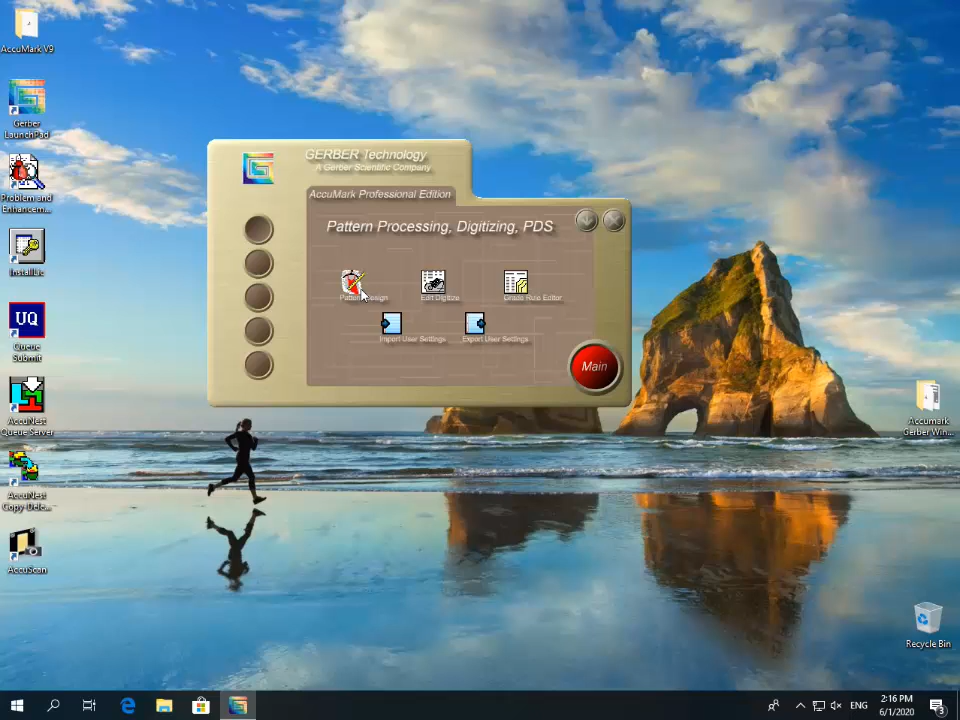 AccuMark V9
Gerber
LaunchPad
Problem and
Enhancem...
InstallLic
UQ
Queue
Submit
AccuNest
Queue Server
AccuNest
Copy-Dele...
AccuScan
GERBER Technology
A Gerber Scientific Company
AccuMark Professional Edition
Pattern Processing, Digitizing, PDS
Pattern Design
Edit Digitize
Grade Rule Editor
Import User Settings
Export User Settings
Main
Accumark
Gerber Win...
Recycle Bin
ENG
2:16 PM
6/1/2020
3